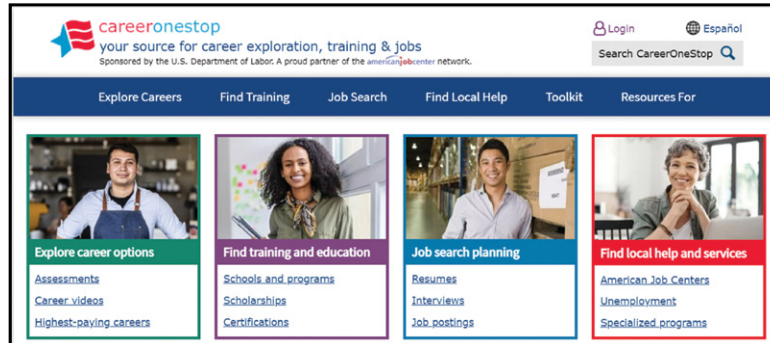 careeronestop
your source for career exploration, training & jobs
Sponsored by the U.S. Department of Labor. A proud partner of the americanjobcenter network.
Login
Español
Search CareerOneStop
Explore Careers Find Training Job Search Find Local Help Toolkit Resources For
Explore career options
Assessments
Career videos
Highest-paying careers
Find training and education
Schools and programs
Scholarships
Certifications
Job search planning
Resumes
Interviews
Job postings
Find local help and services
American Job Centers
Unemployment
Specialized programs